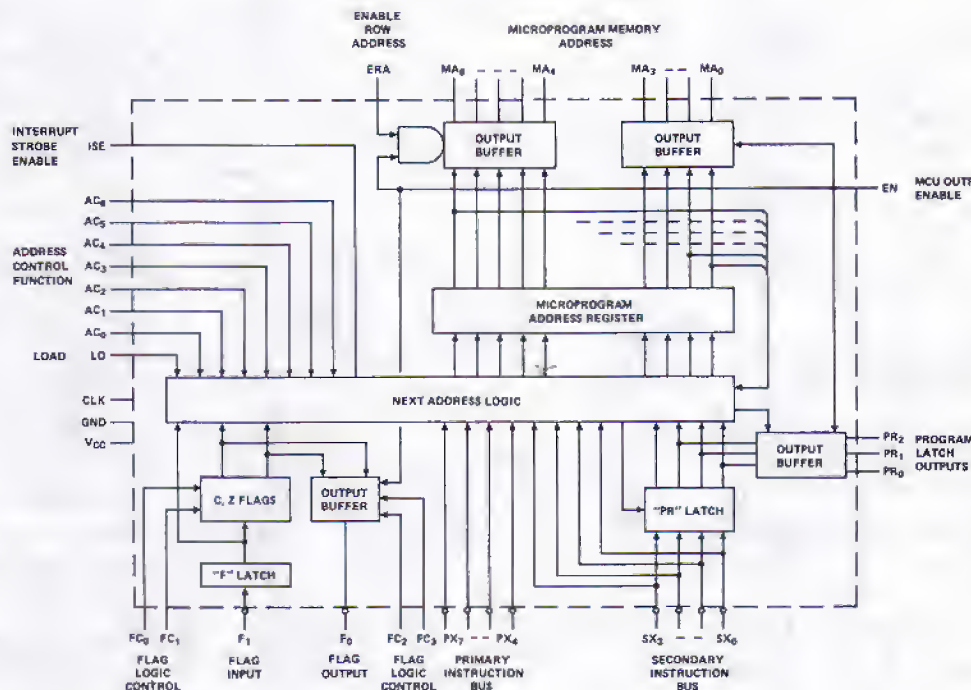 ENABLE
ROW
ADDRESS
MICROPROGRAM MEMORY
ADDRESS
ERA
MA8
MA4
MA3
MA0
INTERRUPT
STROBE
ENABLE
ISE
OUTPUT
BUFFER
OUTPUT
BUFFER
EN
MCU OUTP
ENABLE
AC6
AC5
AC4
AC3
AC2
AC1
AC0
ADDRESS
CONTROL
FUNCTION
MICROPROGRAM
ADDRESS REGISTER
LOAD
LD
CLK
GND
VCC
NEXT ADDRESS LOGIC
C, Z FLAGS
OUTPUT
BUFFER
"PR" LATCH
OUTPUT
BUFFER
PR2
PR1
PR0
PROGRAM
LATCH
OUTPUTS
"F" LATCH
FC0
FC1
F1
F0
FC2
FC3
PX7
PX4
SX3
SX0
FLAG
LOGIC
CONTROL
FLAG
INPUT
FLAG
OUTPUT
FLAG
LOGIC
CONTROL
PRIMARY
INSTRUCTION
BUS
SECONDARY
INSTRUCTION
BUS